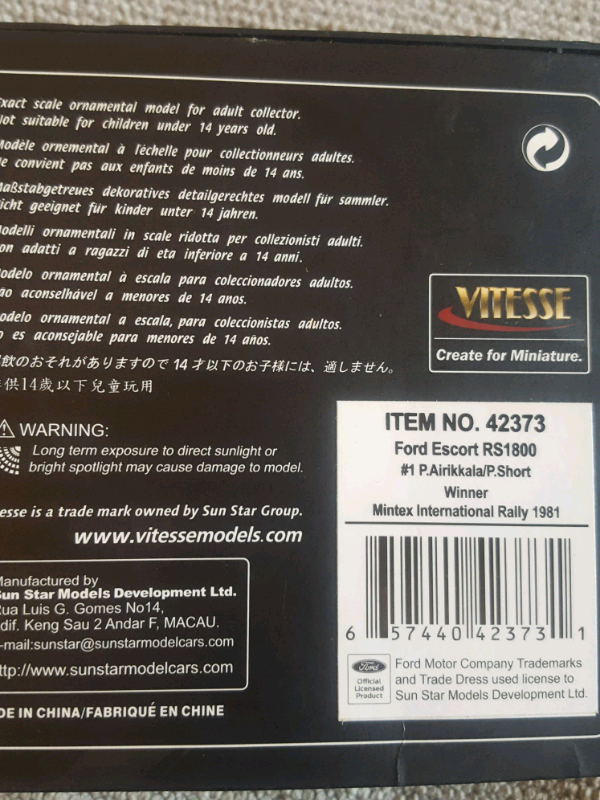 xact scale ornamental model for adult collector.
ot suitable for children under 14 years old.
odèle ornemental à l'échelle pour collectionneurs adultes.
e convient pas aux enfants de moins de 14 ans.
aßstabgetreues dekoratives detailgerechtes modell für sammler.
icht geeignet für kinder unter 14 jahren.
odelli ornamentali in scale ridotta per collezionisti adulti.
on adatti a ragazzi di eta inferiore a 14 anni.
odelo ornamental à escala para coleccionadores adultos.
ão aconselhável a menores de 14 anos.
odelo ornamental a escala, para coleccionistas adultos.
o es aconsejable para menores de 14 años.
飲のおそれがありますので 14 才以下のお子様には、適しません。
供14歲以下兒童玩用
WARNING:
Long term exposure to direct sunlight or
bright spotlight may cause damage to model.
esse is a trade mark owned by Sun Star Group.
www.vitessemodels.com
Manufactured by
Sun Star Models Development Ltd.
Rua Luis G. Gomes No14,
dif. Keng Sau 2 Andar F, MACAU.
-mail:sunstar@sunstarmodelcars.com
http://www.sunstarmodelcars.com
DE IN CHINA/FABRIQUÉ EN CHINE
VITESSE
Create for Miniature.
ITEM NO. 42373
Ford Escort RS1800
#1 P.Airikkala/P.Short
Winner
Mintex International Rally 1981
6 57440 42373 1
Ford
Official
Licensed
Product
Ford Motor Company Trademarks
and Trade Dress used license to
Sun Star Models Development Ltd.